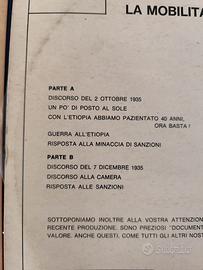 LA MOBILITA
PARTE A
DISCORSO DEL 2 OTTOBRE 1935
UN PO' DI POSTO AL SOLE
CON L'ETIOPIA ABBIAMO PAZIENTATO 40 ANNI,
ORA BASTA!
GUERRA ALL'ETIOPIA
RISPOSTA ALLA MINACCIA DI SANZIONI
PARTE B
DISCORSO DEL 7 DICEMBRE 1935
DISCORSO ALLA CAMERA
RISPOSTA ALLE SANZIONI
SOTTOPONIAMO INOLTRE ALLA VOSTRA ATTENZION
RECENTE PRODUZIONE. SONO PREZIOSI "DOCUMENT
VALORE. ANCHE QUESTI, COME TUTTI GLI ALTRI NOST
subito